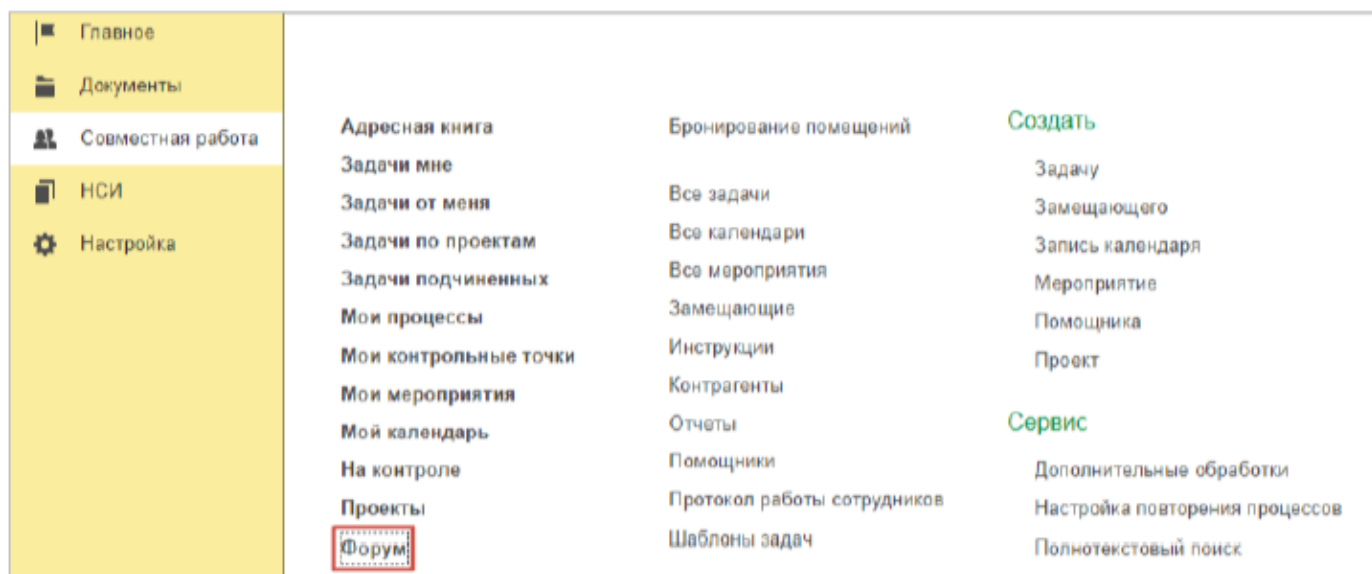 Главное
Документы
Совместная работа
НСИ
Настройка
Адресная книга
Задачи мне
Задачи от меня
Задачи по проектам
Задачи подчиненных
Мои процессы
Мои контрольные точки
Мои мероприятия
Мой календарь
На контроле
Проекты
Форум
Бронирование помещений
Все задачи
Все календари
Все мероприятия
Замещающие
Инструкции
Контрагенты
Отчеты
Помощники
Протокол работы сотрудников
Шаблоны задач
Создать
Задачу
Замещающего
Запись календаря
Мероприятие
Помощника
Проект
Сервис
Дополнительные обработки
Настройка повторения процессов
Полнотекстовый поиск